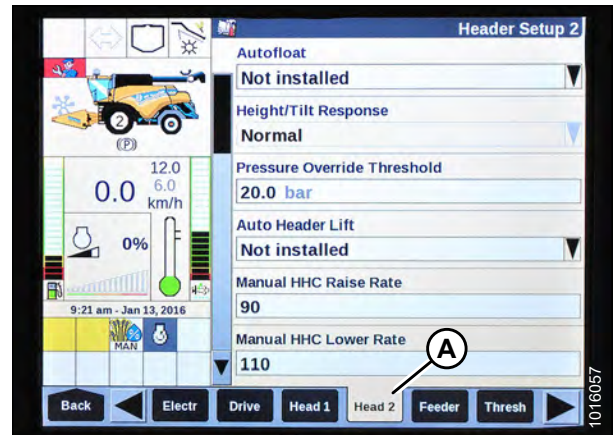 Header Setup 2
Autofloat
Not installed
Height/Tilt Response
Normal
Pressure Override Threshold
20.0 bar
Auto Header Lift
Not installed
Manual HHC Raise Rate
90
Manual HHC Lower Rate
110
2
(P)
12.0
6.0
0.0 km/h
0%
9:21 am - Jan 13, 2016
MAN
A
Back
Electr
Drive
Head 1
Head 2
Feeder
Thresh
1016057